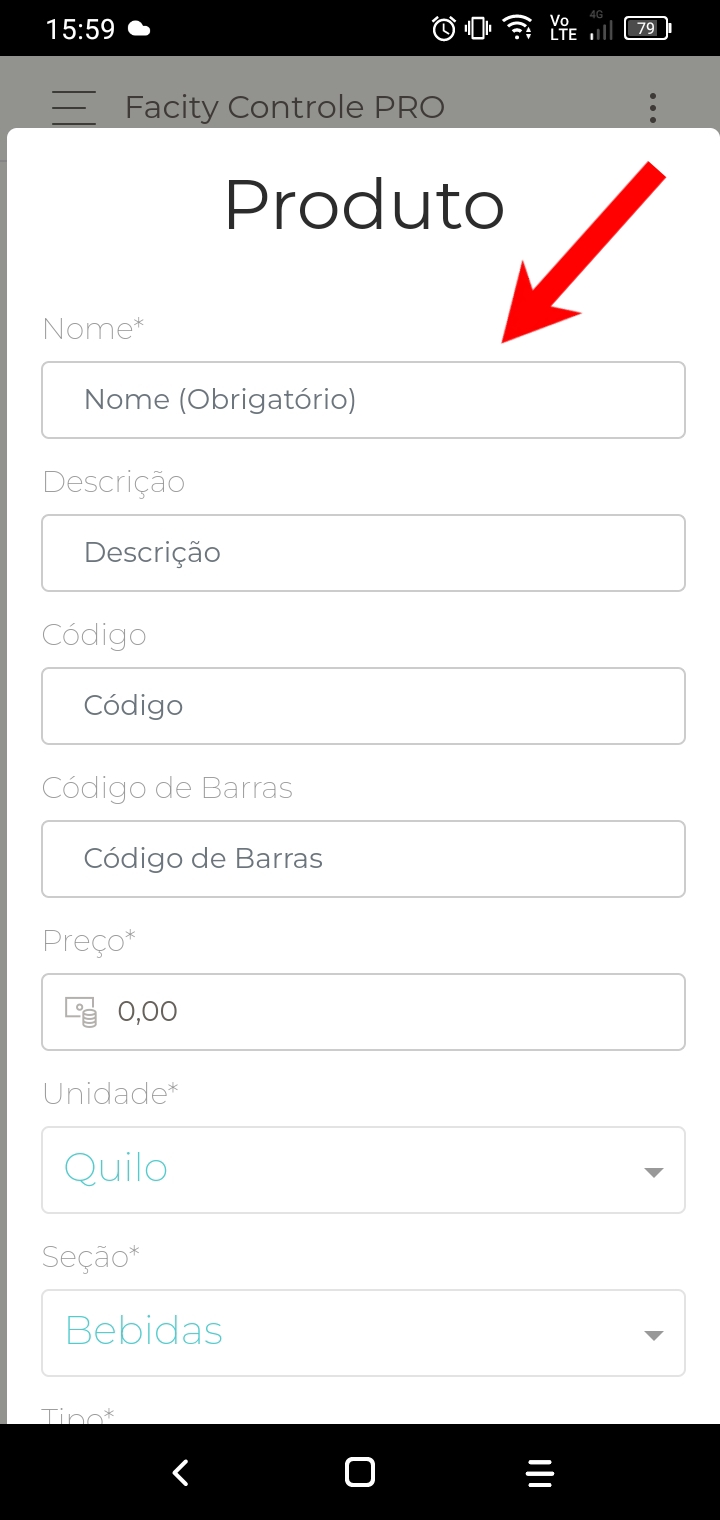 15:59
Vo
LTE
4G
79
Facity Controle PRO
Produto
Nome*
Nome (Obrigatório)
Descrição
Descrição
Código
Código
Código de Barras
Código de Barras
Preço*
0,00
Unidade*
Quilo
Seção*
Bebidas
Tipo*